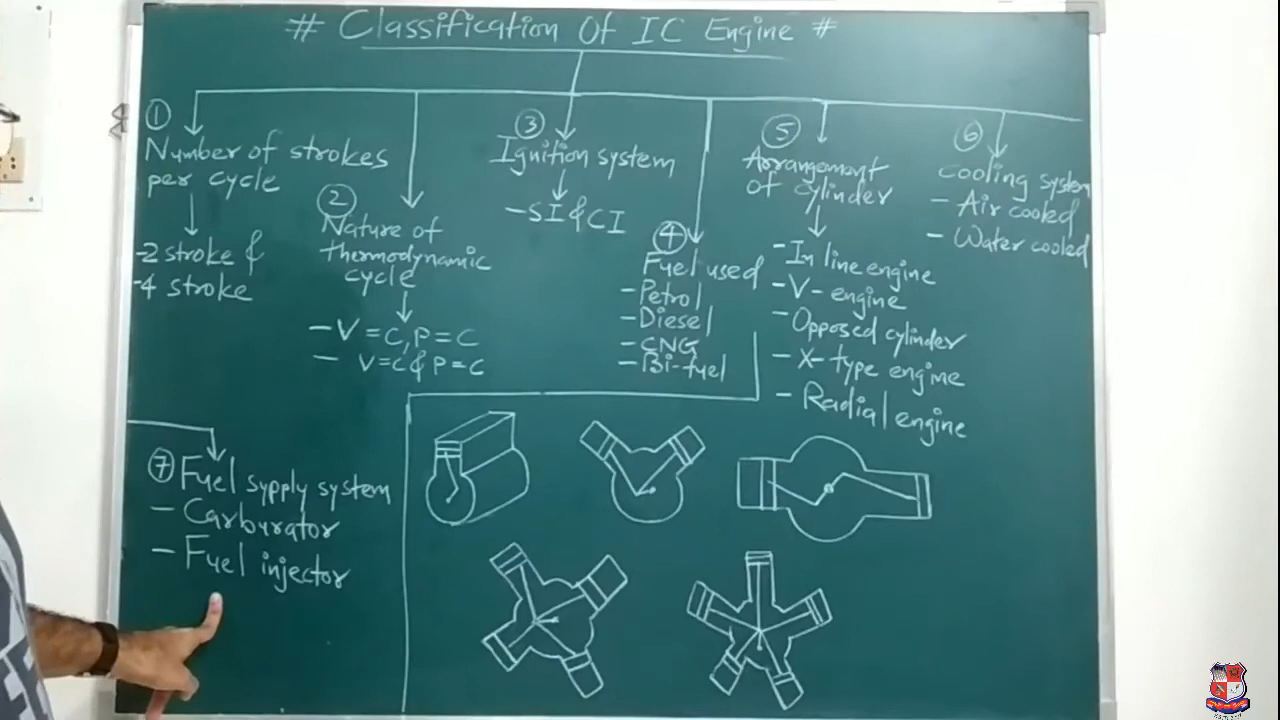 # Classification Of IC Engine #
①
Number of strokes
per cycle
-2 stroke &
-4 stroke
②
Nature of
thermodynamic
cycle
- V = C, P = C
- V=C & P=C
③
Ignition system
- SI & CI
④
Fuel used
- Petrol
- Diesel
- CNG
- Bi-fuel
⑤
Arrangement
of cylinder
- In line engine
- V- engine
- Opposed cylinder
- X- type engine
- Radial engine
⑥
Cooling system
- Air cooled
- Water cooled
⑦ Fuel supply system
- Carburator
- Fuel injector